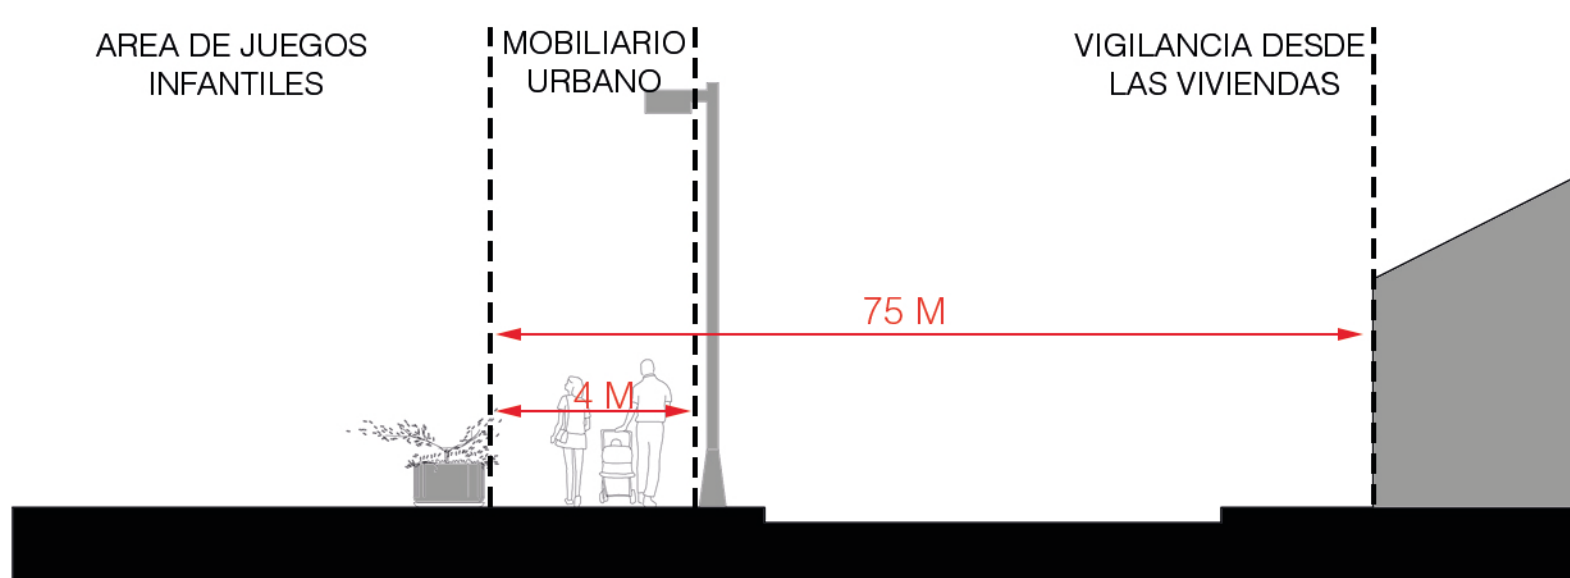 AREA DE JUEGOS
INFANTILES
MOBILIARIO
URBANO
VIGILANCIA DESDE
LAS VIVIENDAS
75 M
4 M